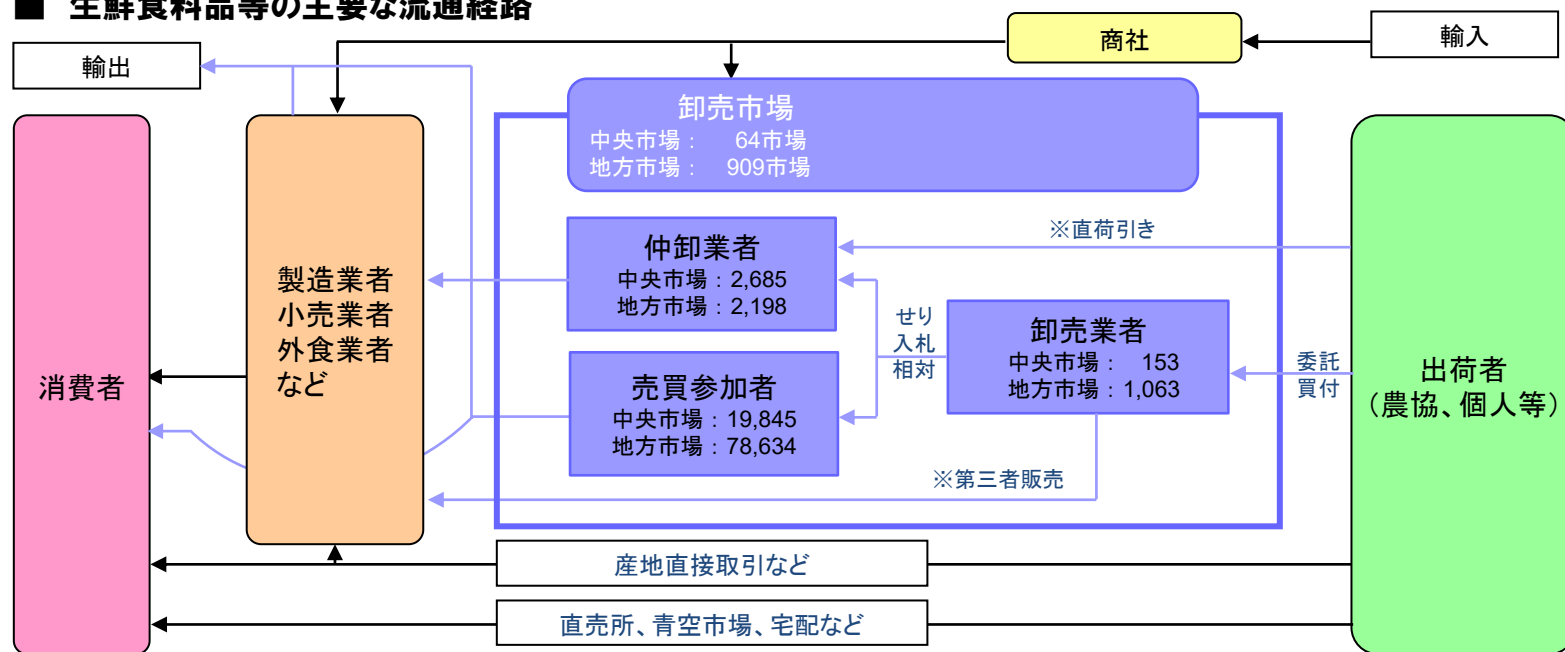 ■ 生鮮食料品等の主要な流通経路
商社
輸入
輸出
卸売市場
中央市場： 64市場
地方市場： 909市場
※直荷引き
仲卸業者
中央市場：2,685
地方市場：2,198
製造業者
小売業者
外食業者
など
せり
入札
相対
卸売業者
中央市場： 153
地方市場：1,063
委託
買付
出荷者
（農協、個人等）
消費者
売買参加者
中央市場：19,845
地方市場：78,634
※第三者販売
産地直接取引など
直売所、青空市場、宅配など